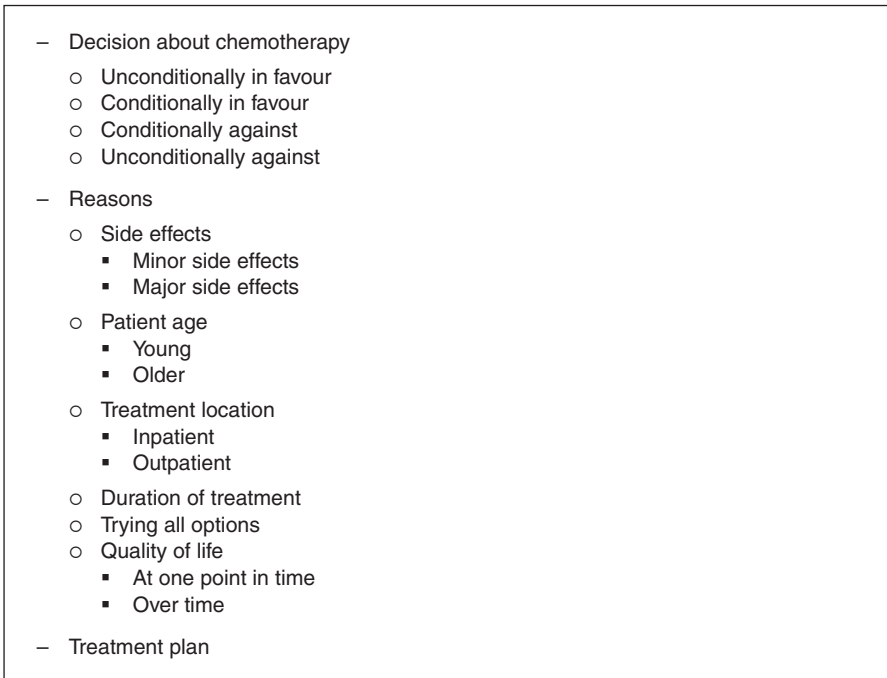 – Decision about chemotherapy
○ Unconditionally in favour
○ Conditionally in favour
○ Conditionally against
○ Unconditionally against
– Reasons
○ Side effects
▪ Minor side effects
▪ Major side effects
○ Patient age
▪ Young
▪ Older
○ Treatment location
▪ Inpatient
▪ Outpatient
○ Duration of treatment
○ Trying all options
○ Quality of life
▪ At one point in time
▪ Over time
– Treatment plan